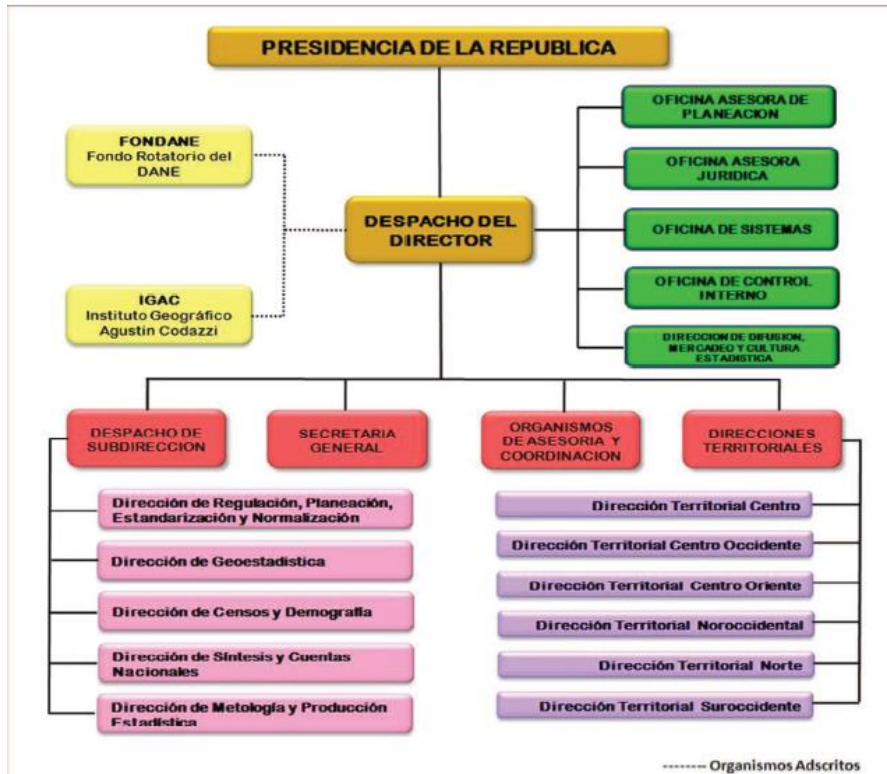 PRESIDENCIA DE LA REPUBLICA
FONDANE
Fondo Rotatorio del
DANE
IGAC
Instituto Geográfico
Agustín Codazzi
DESPACHO DEL
DIRECTOR
OFICINA ASESORA DE
PLANEACION
OFICINA ASESORA
JURIDICA
OFICINA DE SISTEMAS
OFICINA DE CONTROL
INTERNO
DIRECCION DE DIFUSION,
MERCADEO Y CULTURA
ESTADISTICA
DESPACHO DE
SUBDIRECCION
SECRETARIA
GENERAL
ORGANISMOS
DE ASESORIA Y
COORDINACION
DIRECCIONES
TERRITORIALES
Dirección de Regulación, Planeación,
Estandarización y Normalización
Dirección de Geoestadística
Dirección de Censos y Demografía
Dirección de Síntesis y Cuentas
Nacionales
Dirección de Metología y Producción
Estadística
Dirección Territorial Centro
Dirección Territorial Centro Occidente
Dirección Territorial Centro Oriente
Dirección Territorial Noroccidental
Dirección Territorial Norte
Dirección Territorial Suroccidente
-------- Organismos Adscritos